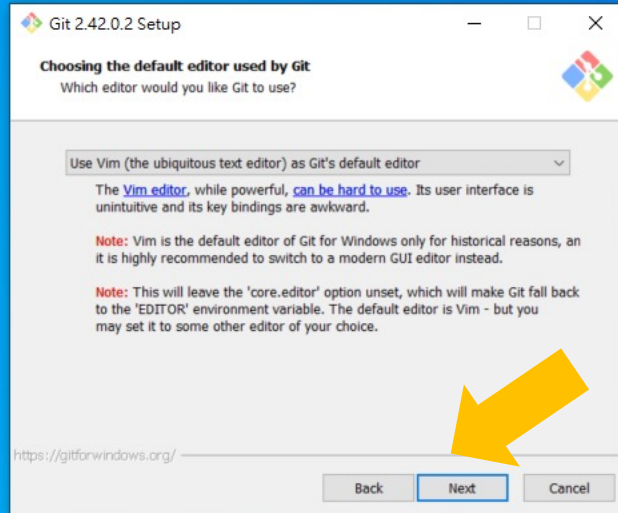 Git 2.42.0.2 Setup
Choosing the default editor used by Git
Which editor would you like Git to use?
Use Vim (the ubiquitous text editor) as Git's default editor
The Vim editor, while powerful, can be hard to use. Its user interface is
unintuitive and its key bindings are awkward.
Note: Vim is the default editor of Git for Windows only for historical reasons, an
it is highly recommended to switch to a modern GUI editor instead.
Note: This will leave the 'core.editor' option unset, which will make Git fall back
to the 'EDITOR' environment variable. The default editor is Vim - but you
may set it to some other editor of your choice.
https://gitforwindows.org/
Back Next Cancel